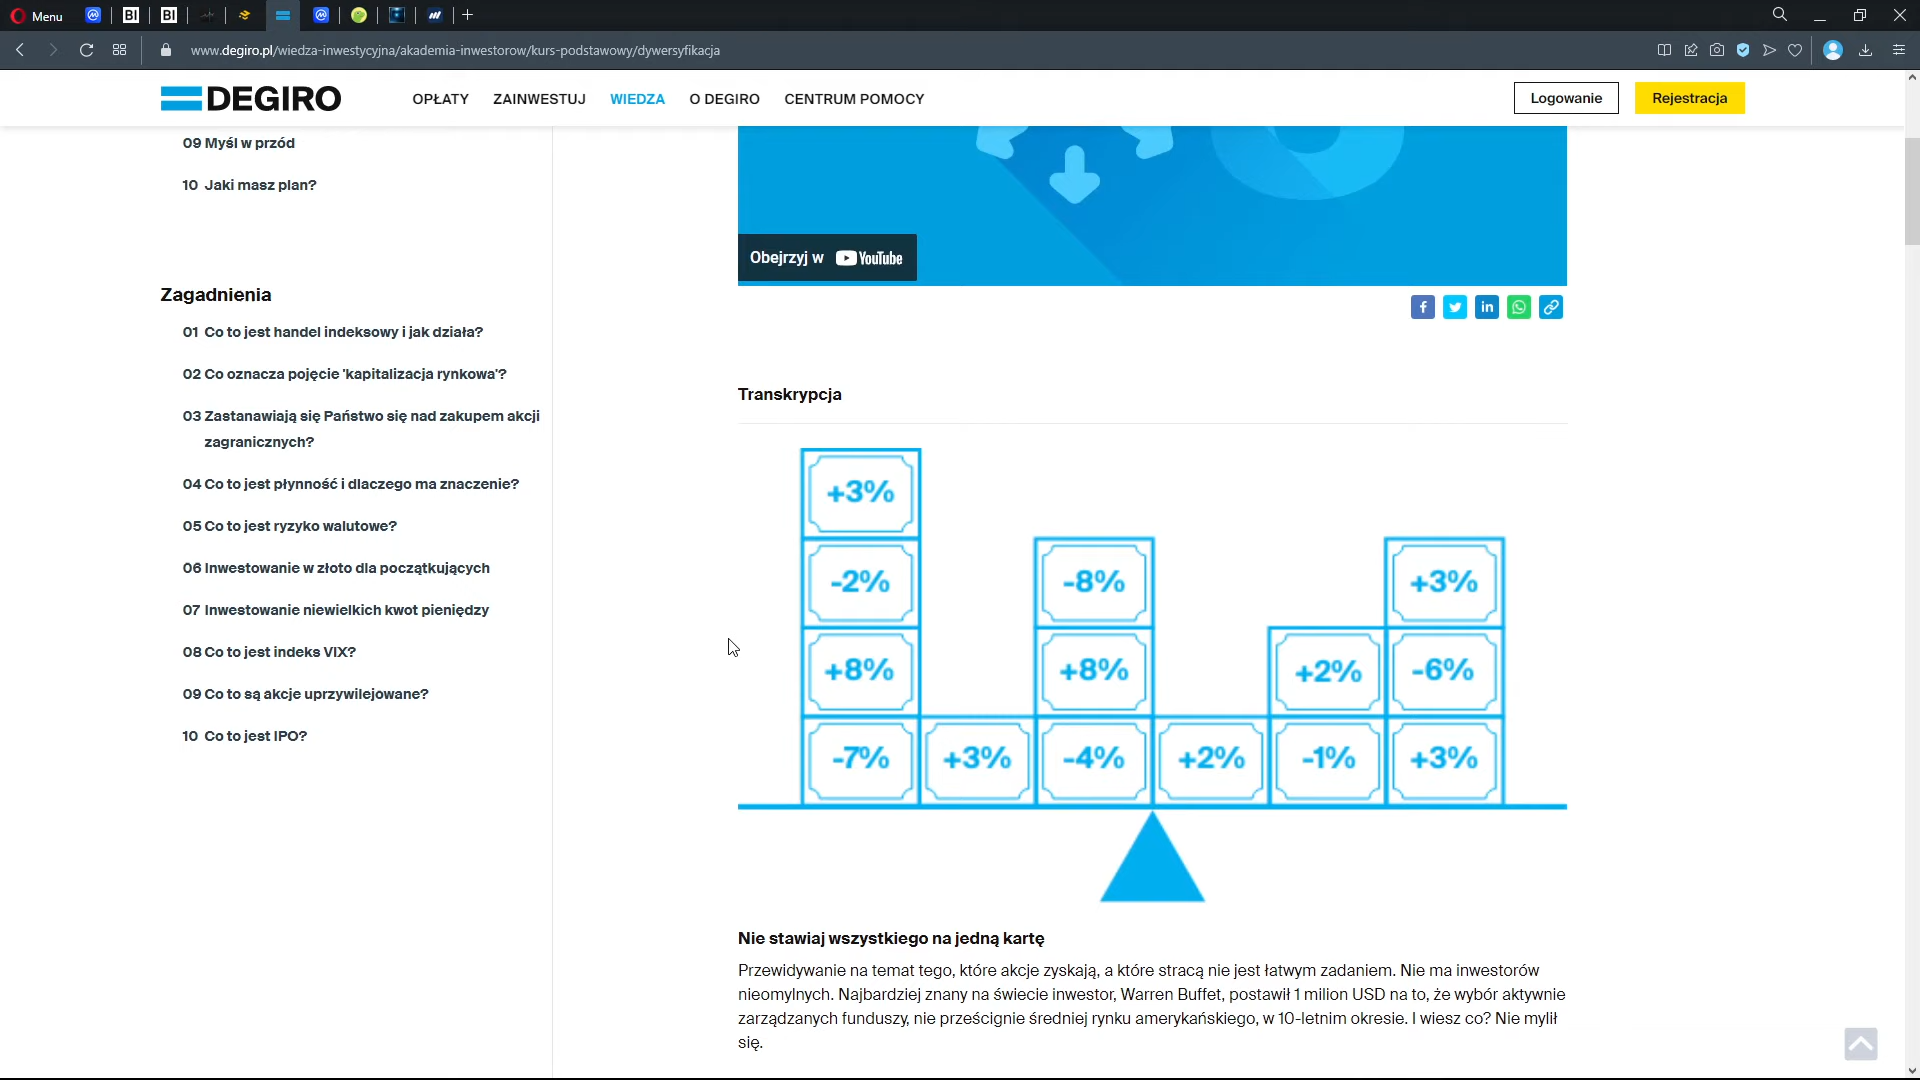 Menu
www.degiro.pl/wiedza-inwestycyjna/akademia-inwestorow/kurs-podstawowy/dywersyfikacja
DEGIRO
OPŁATY ZAINWESTUJ WIEDZA O DEGIRO CENTRUM POMOCY
Logowanie Rejestracja
09 Myśl w przód
10 Jaki masz plan?
Zagadnienia
01 Co to jest handel indeksowy i jak działa?
02 Co oznacza pojęcie 'kapitalizacja rynkowa'?
03 Zastanawiają się Państwo się nad zakupem akcji
zagranicznych?
04 Co to jest płynność i dlaczego ma znaczenie?
05 Co to jest ryzyko walutowe?
06 Inwestowanie w złoto dla początkujących
07 Inwestowanie niewielkich kwot pieniędzy
08 Co to jest indeks VIX?
09 Co to są akcje uprzywilejowane?
10 Co to jest IPO?
Obejrzyj w YouTube
Transkrypcja
+3%
-2% -8% +3%
+8% +8% +2% -6%
-7% +3% -4% +2% -1% +3%
Nie stawiaj wszystkiego na jedną kartę
Przewidywanie na temat tego, które akcje zyskają, a które stracą nie jest łatwym zadaniem. Nie ma inwestorów
nieomylnych. Najbardziej znany na świecie inwestor, Warren Buffet, postawił 1 milion USD na to, że wybór aktywnie
zarządzanych funduszy, nie prześcignie średniej rynku amerykańskiego, w 10-letnim okresie. I wiesz co? Nie mylił
się.